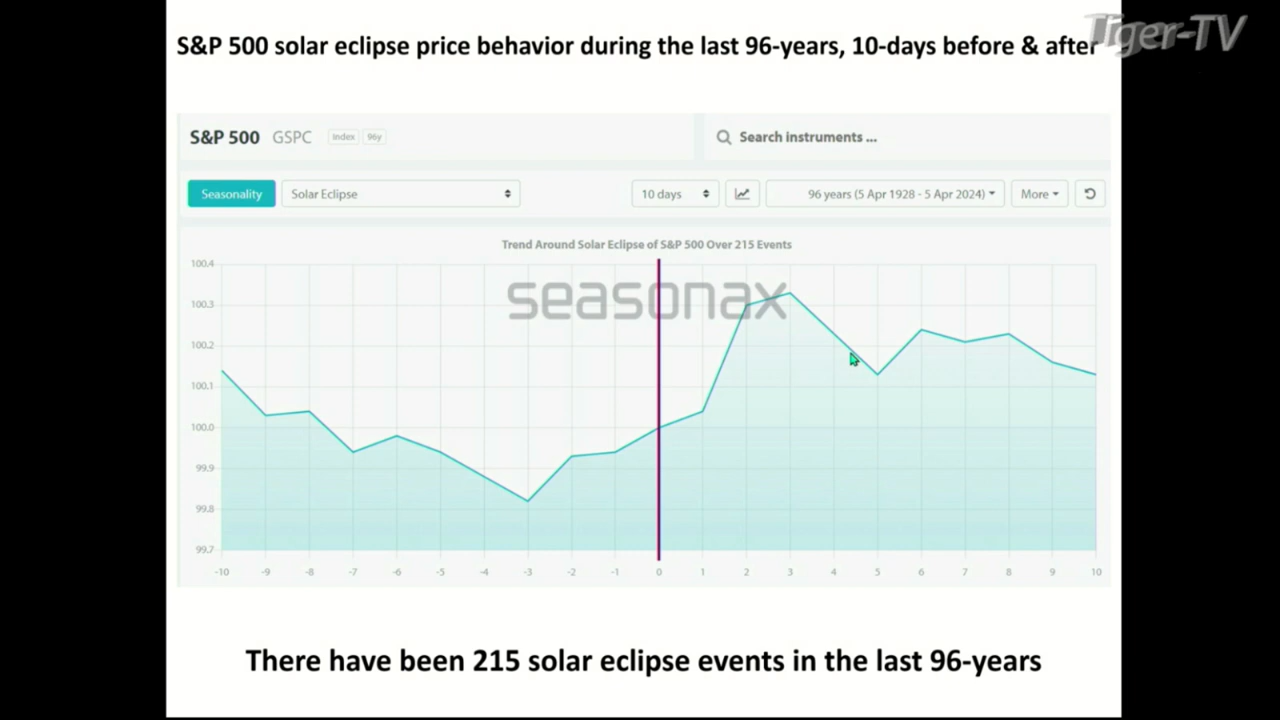 S&P 500 solar eclipse price behavior during the last 96-years, 10-days before & after
Tiger-TV
S&P 500 GSPC Index 96y
Search instruments ...
Seasonality Solar Eclipse 10 days 96 years (5 Apr 1928 - 5 Apr 2024) More
Trend Around Solar Eclipse of S&P 500 Over 215 Events
seasonax
100.4
100.3
100.2
100.1
100.0
99.9
99.8
99.7
-10 -9 -8 -7 -6 -5 -4 -3 -2 -1 0 1 2 3 4 5 6 7 8 9 10
There have been 215 solar eclipse events in the last 96-years